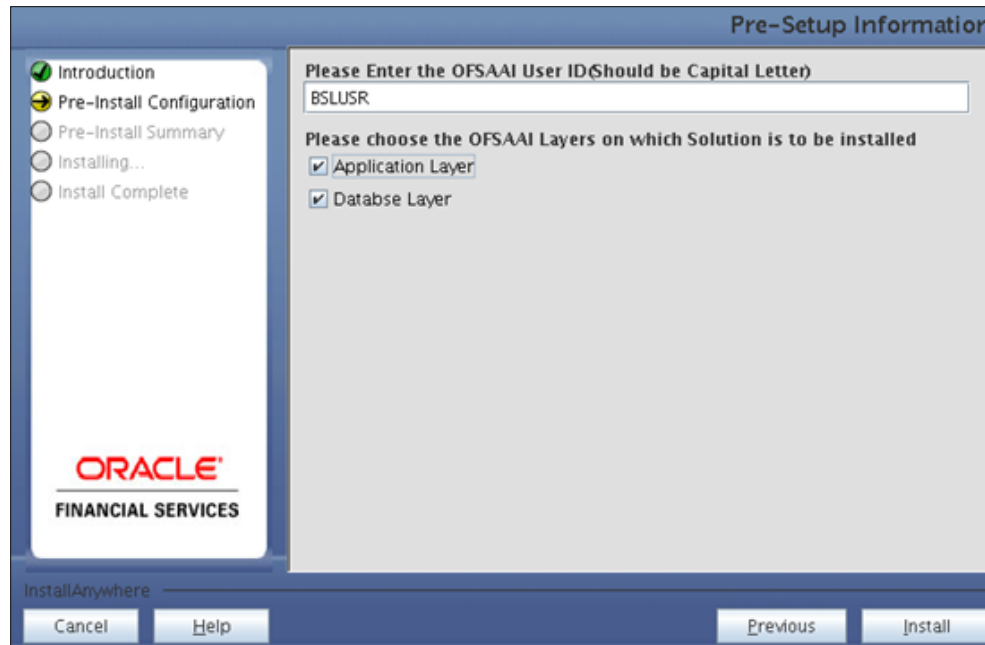 Pre-Setup Information
Introduction
Pre-Install Configuration
Pre-Install Summary
Installing...
Install Complete
ORACLE'
FINANCIAL SERVICES
Please Enter the OFSAAI User ID(Should be Capital Letter)
BSLUSR
Please choose the OFSAAI Layers on which Solution is to be installed
Application Layer
Databse Layer
InstallAnywhere
Cancel
Help
Previous
Install